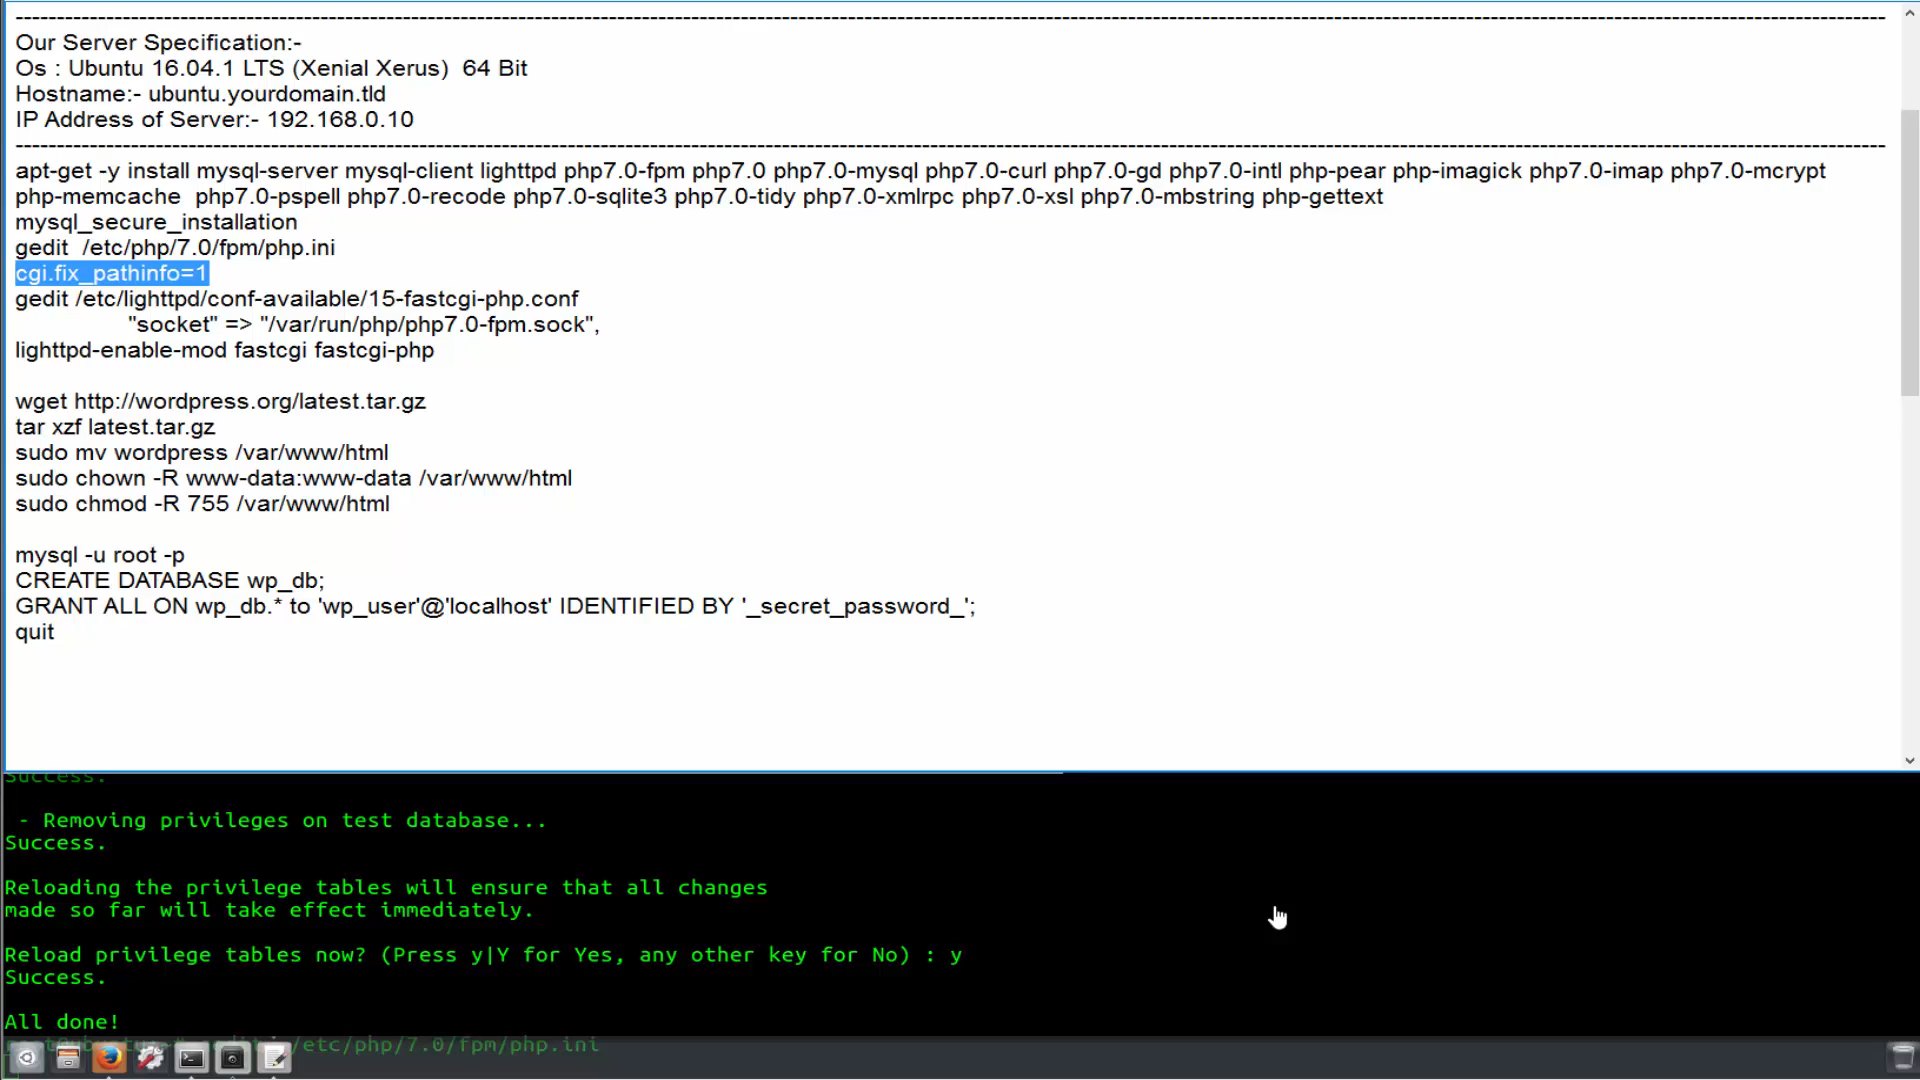 Our Server Specification:-
Os : Ubuntu 16.04.1 LTS (Xenial Xerus)  64 Bit
Hostname:- ubuntu.yourdomain.tld
IP Address of Server:- 192.168.0.10
apt-get -y install mysql-server mysql-client lighttpd php7.0-fpm php7.0 php7.0-mysql php7.0-curl php7.0-gd php7.0-intl php-pear php-imagick php7.0-imap php7.0-mcrypt
php-memcache  php7.0-pspell php7.0-recode php7.0-sqlite3 php7.0-tidy php7.0-xmlrpc php7.0-xsl php7.0-mbstring php-gettext
mysql_secure_installation
gedit  /etc/php/7.0/fpm/php.ini
cgi.fix_pathinfo=1
gedit /etc/lighttpd/conf-available/15-fastcgi-php.conf
"socket" => "/var/run/php/php7.0-fpm.sock",
lighttpd-enable-mod fastcgi fastcgi-php
wget http://wordpress.org/latest.tar.gz
tar xzf latest.tar.gz
sudo mv wordpress /var/www/html
sudo chown -R www-data:www-data /var/www/html
sudo chmod -R 755 /var/www/html
mysql -u root -p
CREATE DATABASE wp_db;
GRANT ALL ON wp_db.* to 'wp_user'@'localhost' IDENTIFIED BY '_secret_password_';
quit
Success.
- Removing privileges on test database...
Success.
Reloading the privilege tables will ensure that all changes
made so far will take effect immediately.
Reload privilege tables now? (Press y|Y for Yes, any other key for No) : y
Success.
All done!
/etc/php/7.0/fpm/php.ini